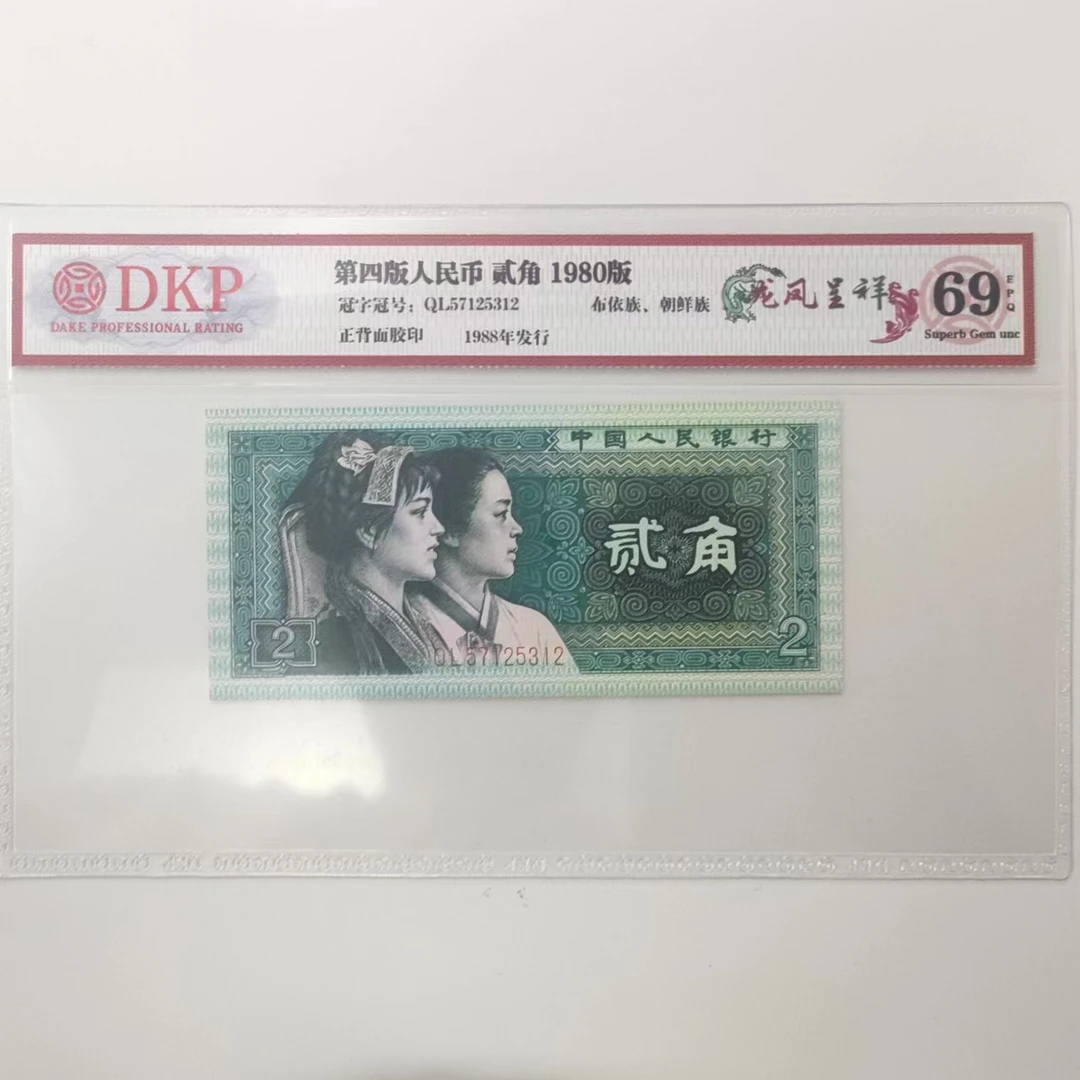 DKP
DAKE PROFESSIONAL RATING
第四版人民币 贰角 1980版
冠字冠号：QL57125312 布依族、朝鲜族
正背面胶印 1988年发行
龙凤呈祥
69
EPQ
Superb Gem unc
中国人民银行
贰角
2
QL57125312
2